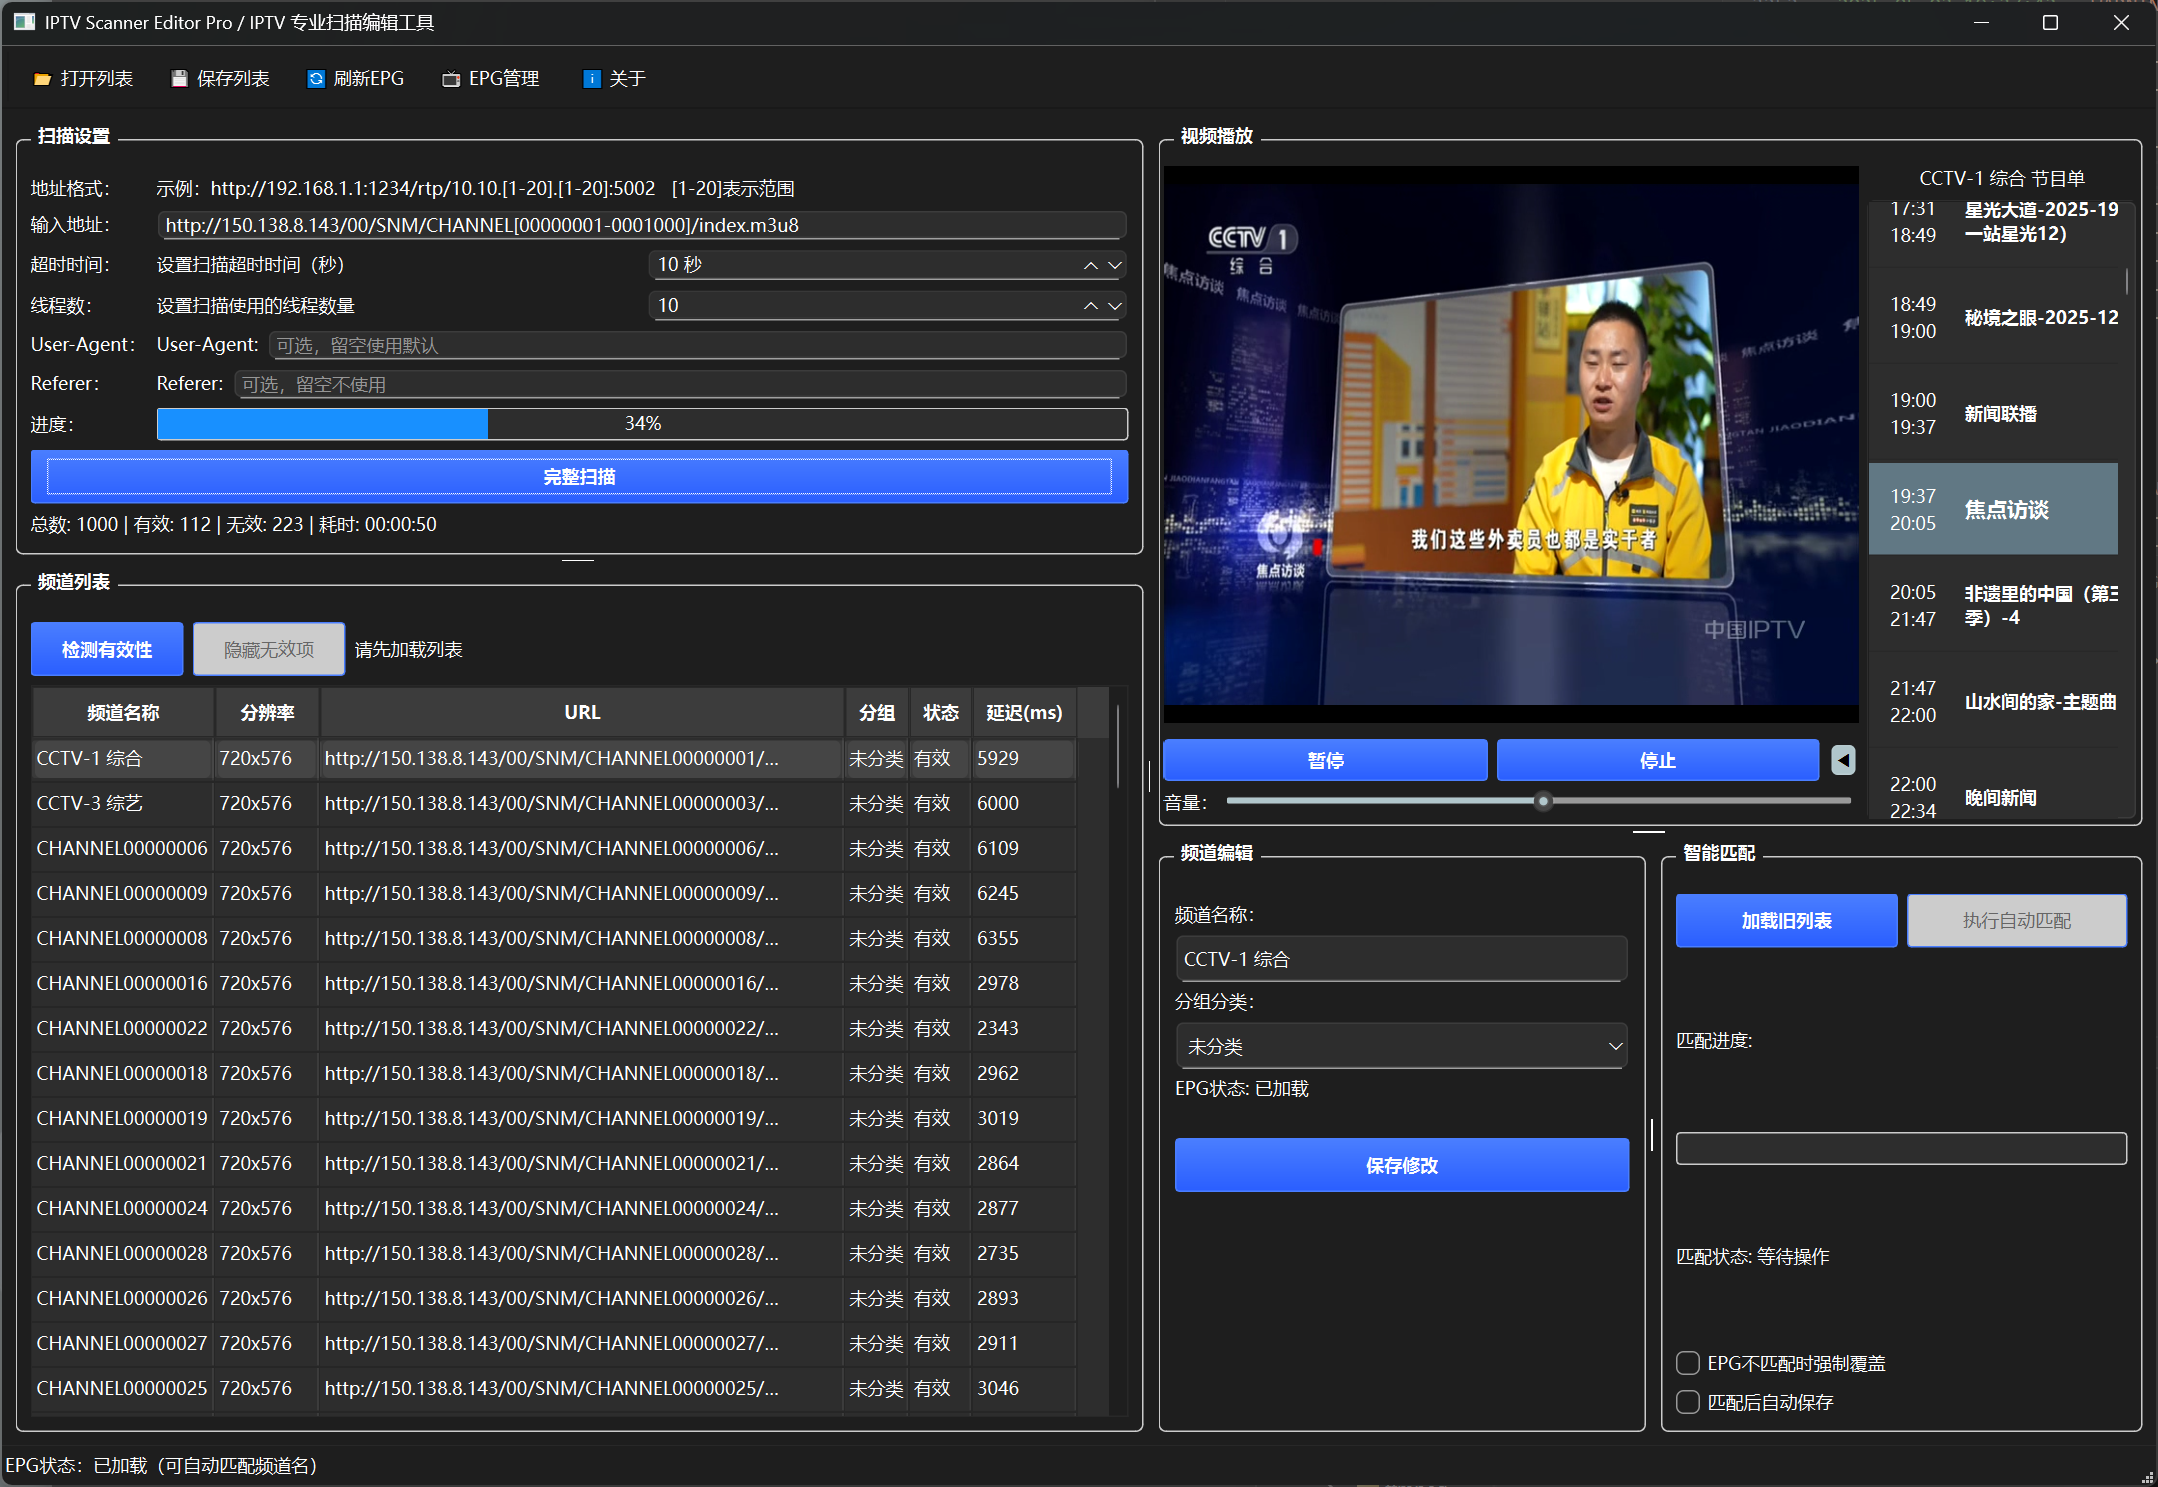 IPTV Scanner Editor Pro / IPTV 专业扫描编辑工具
打开列表 保存列表 刷新EPG EPG管理 关于
扫描设置
地址格式： 示例：http://192.168.1.1:1234/rtp/10.10.[1-20].[1-20]:5002 [1-20]表示范围
输入地址： http://150.138.8.143/00/SNM/CHANNEL[00000001-0001000]/index.m3u8
超时时间： 设置扫描超时时间（秒） 10 秒
线程数： 设置扫描使用的线程数量 10
User-Agent： User-Agent: 可选，留空使用默认
Referer： Referer: 可选，留空不使用
进度： 34%
完整扫描
总数: 1000 | 有效: 112 | 无效: 223 | 耗时: 00:00:50
频道列表
检测有效性 隐藏无效项 请先加载列表
频道名称 分辨率 URL 分组 状态 延迟(ms)
CCTV-1 综合 720x576 http://150.138.8.143/00/SNM/CHANNEL00000001/... 未分类 有效 5929
CCTV-3 综艺 720x576 http://150.138.8.143/00/SNM/CHANNEL00000003/... 未分类 有效 6000
CHANNEL00000006 720x576 http://150.138.8.143/00/SNM/CHANNEL00000006/... 未分类 有效 6109
CHANNEL00000009 720x576 http://150.138.8.143/00/SNM/CHANNEL00000009/... 未分类 有效 6245
CHANNEL00000008 720x576 http://150.138.8.143/00/SNM/CHANNEL00000008/... 未分类 有效 6355
CHANNEL00000016 720x576 http://150.138.8.143/00/SNM/CHANNEL00000016/... 未分类 有效 2978
CHANNEL00000022 720x576 http://150.138.8.143/00/SNM/CHANNEL00000022/... 未分类 有效 2343
CHANNEL00000018 720x576 http://150.138.8.143/00/SNM/CHANNEL00000018/... 未分类 有效 2962
CHANNEL00000019 720x576 http://150.138.8.143/00/SNM/CHANNEL00000019/... 未分类 有效 3019
CHANNEL00000021 720x576 http://150.138.8.143/00/SNM/CHANNEL00000021/... 未分类 有效 2864
CHANNEL00000024 720x576 http://150.138.8.143/00/SNM/CHANNEL00000024/... 未分类 有效 2877
CHANNEL00000028 720x576 http://150.138.8.143/00/SNM/CHANNEL00000028/... 未分类 有效 2735
CHANNEL00000026 720x576 http://150.138.8.143/00/SNM/CHANNEL00000026/... 未分类 有效 2893
CHANNEL00000027 720x576 http://150.138.8.143/00/SNM/CHANNEL00000027/... 未分类 有效 2911
CHANNEL00000025 720x576 http://150.138.8.143/00/SNM/CHANNEL00000025/... 未分类 有效 3046
视频播放
CCTV 1
综合
焦点访谈 焦点访谈 焦点访谈
焦点访谈
我们这些外卖员也都是实干者
焦点访谈
中国IPTV
CCTV-1 综合 节目单
17:31 星光大道-2025-19
18:49 一站星光12）
18:49
19:00 秘境之眼-2025-12
19:00
19:37 新闻联播
19:37
20:05 焦点访谈
20:05 非遗里的中国（第三
21:47 季）-4
21:47
22:00 山水间的家-主题曲
22:00
22:34 晚间新闻
暂停 停止
音量：
频道编辑
频道名称：
CCTV-1 综合
分组分类：
未分类
EPG状态: 已加载
保存修改
智能匹配
加载旧列表 执行自动匹配
匹配进度:
匹配状态: 等待操作
EPG不匹配时强制覆盖
匹配后自动保存
EPG状态：已加载（可自动匹配频道名）